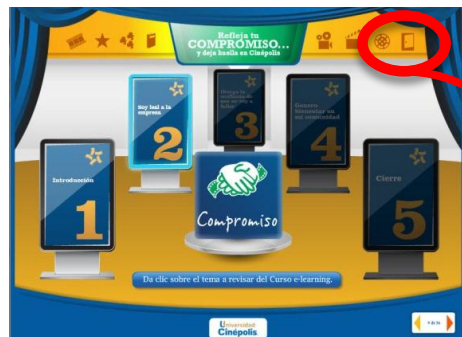 Refleja tu
COMPROMISO...
y deja huella en Cinépolis
Introducción
1
Soy leal a la
empresa
2
3
Genero
bienestar en
mi comunidad
4
Cierre
5
Compromiso
Da clic sobre el tema a revisar del Curso e-learning.
Universidad
Cinépolis